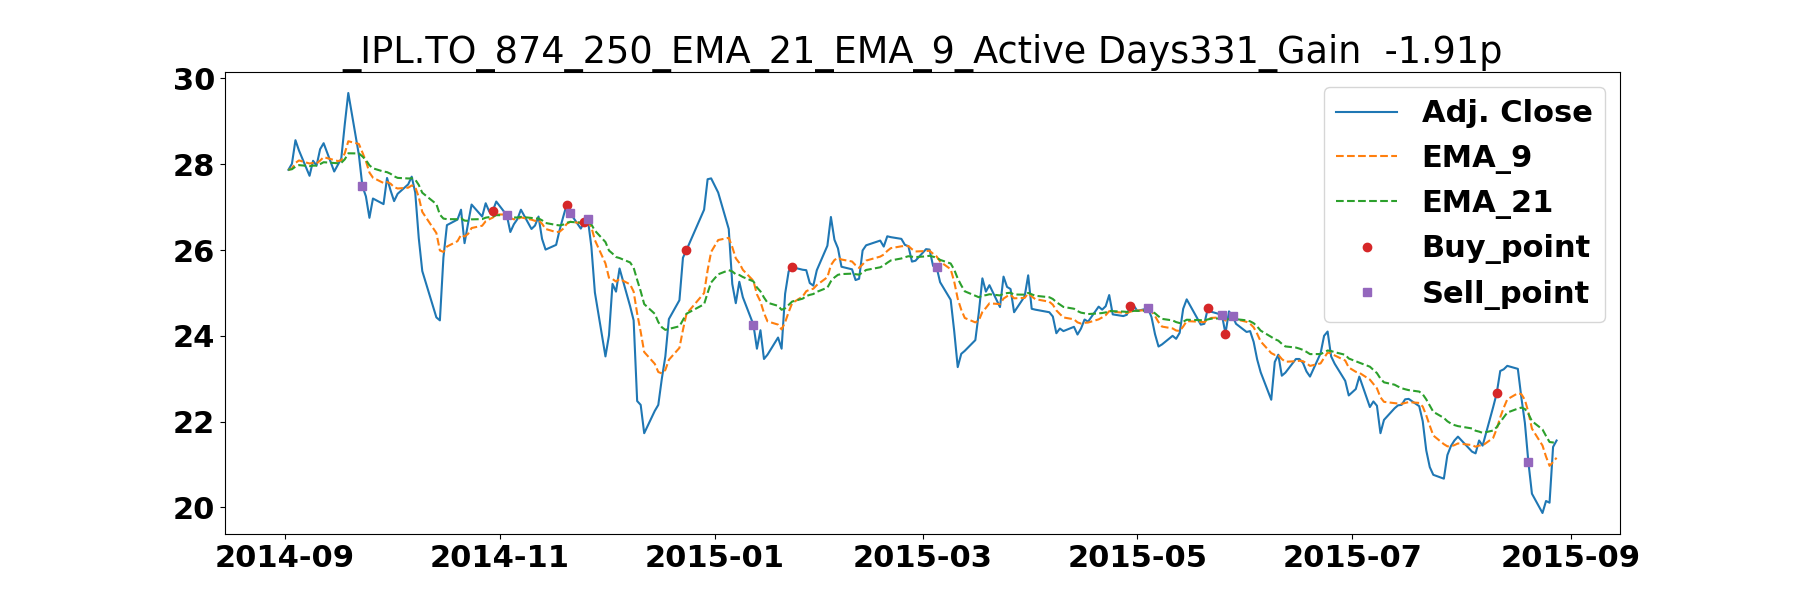 _IPL.TO_874_250_EMA_21_EMA_9_Active Days331_Gain  -1.91p
30
28
26
24
22
20
Adj. Close
EMA_9
EMA_21
Buy_point
Sell_point
2014-09 2014-11 2015-01 2015-03 2015-05 2015-07 2015-09